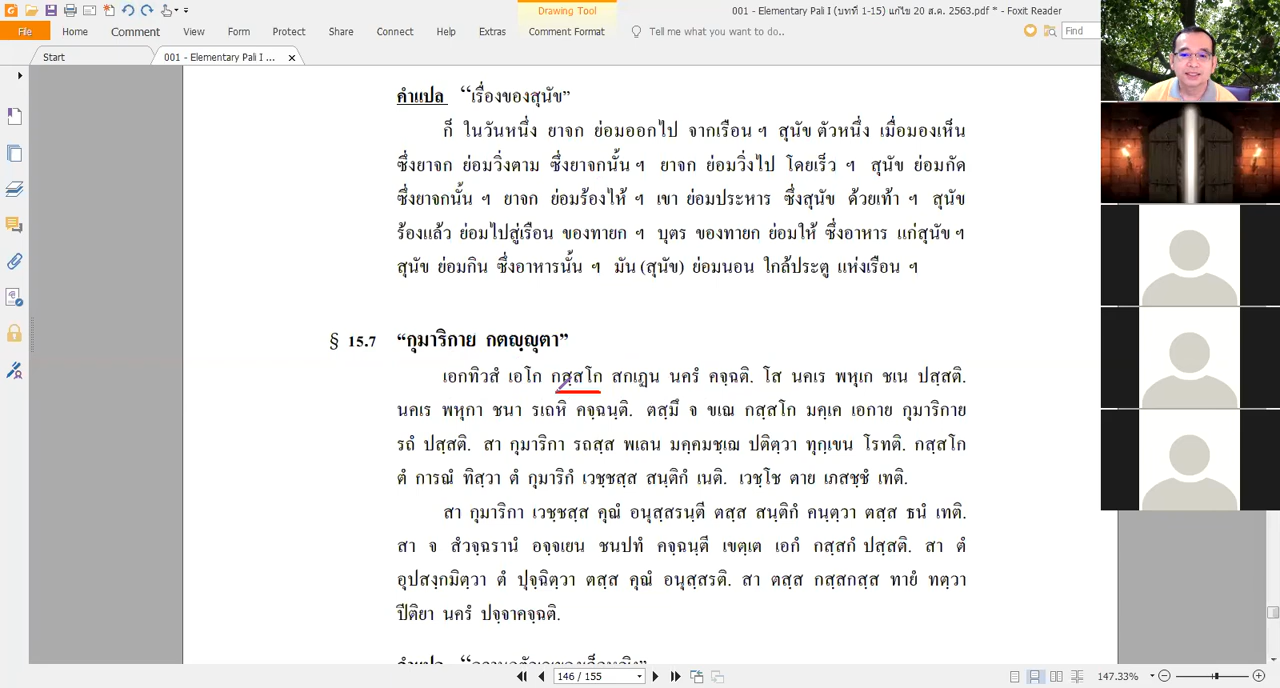 001 - Elementary Pali I (บทที่ 1-15) แก้ไข 20 ส.ค. 2563.pdf * - Foxit Reader
Drawing Tool
File Home Comment View Form Protect Share Connect Help Extras Comment Format Tell me what you want to do.. Find
Start 001 - Elementary Pali I ...
คำแปล “เรื่องของสุนัข”
ก็ ในวันหนึ่ง ยาจก ย่อมออกไป จากเรือน ฯ สุนัข ตัวหนึ่ง เมื่อมองเห็น
ซึ่งยาจก ย่อมวิ่งตาม ซึ่งยาจกนั้น ฯ ยาจก ย่อมวิ่งไป โดยเร็ว ฯ สุนัข ย่อมกัด
ซึ่งยาจกนั้น ฯ ยาจก ย่อมร้องไห้ ฯ เขา ย่อมประหาร ซึ่งสุนัข ด้วยเท้า ฯ สุนัข
ร้องแล้ว ย่อมไปสู่เรือน ของทายก ฯ บุตร ของทายก ย่อมให้ ซึ่งอาหาร แก่สุนัข ฯ
สุนัข ย่อมกิน ซึ่งอาหารนั้น ฯ มัน (สุนัข) ย่อมนอน ใกล้ประตู แห่งเรือน ฯ
§ 15.7 “กุมาริกาย กตญฺญุตา”
เอกทิวสํ เอโก กสฺสโก สกเฏน นครํ คจฺฉติ. โส นคเร พหุเก ชเน ปสฺสติ.
นคเร พหุกา ชนา รเถหิ คจฺฉนฺติ. ตสฺมึ จ ขเณ กสฺสโก มคฺเค เอกาย กุมาริกาย
รถํ ปสฺสติ. สา กุมาริกา รถสฺส พเลน มคฺคมชฺเฌ ปติตฺวา ทุกฺเขน โรทติ. กสฺสโก
ตํ การณํ ทิสฺวา ตํ กุมาริกํ เวชฺชสฺส สนฺติกํ เนติ. เวชฺโช ตาย เภสชฺชํ เทติ.
สา กุมาริกา เวชฺชสฺส คุณํ อนุสฺสรนฺตี ตสฺส สนฺติกํ คนฺตฺวา ตสฺส ธนํ เทติ.
สา จ สํวจฺฉรานํ อจฺจเยน ชนปทํ คจฺฉนฺตี เขตฺเต เอกํ กสฺสกํ ปสฺสติ. สา ตํ
อุปสงฺกมิตฺวา ตํ ปุจฺฉิตฺวา ตสฺส คุณํ อนุสฺสรติ. สา ตสฺส กสฺสกสฺส ทายํ ทตฺวา
ปีติยา นครํ ปจฺจาคจฺฉติ.
146 / 155 147.33%